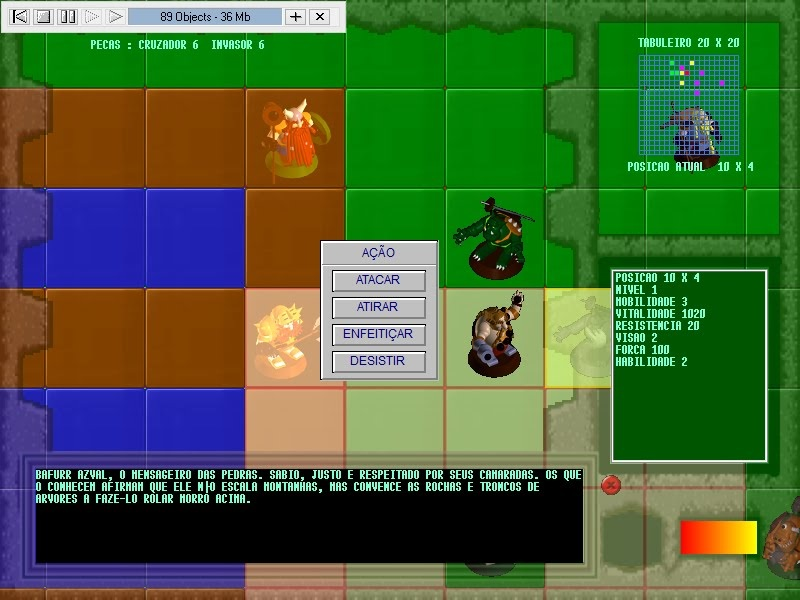 89 Objects - 36 Mb
PECAS : CRUZADOR 6 INVASOR 6
TABULEIRO 20 X 20
POSICAO ATUAL 10 X 4
AÇÃO
ATACAR
ATIRAR
ENFEITIÇAR
DESISTIR
POSICAO 10 X 4
NIVEL 1
MOBILIDADE 3
VITALIDADE 1020
RESISTENCIA 20
VISAO 2
FORCA 100
HABILIDADE 2
BAFURR AZVAL, O MENSAGEIRO DAS PEDRAS. SABIO, JUSTO E RESPEITADO POR SEUS CAMARADAS. OS QUE
O CONHECEM AFIRMAM QUE ELE N├O ESCALA MONTANHAS, MAS CONVENCE AS ROCHAS E TRONCOS DE
ARVORES A FAZE-LO ROLAR MORRO ACIMA.